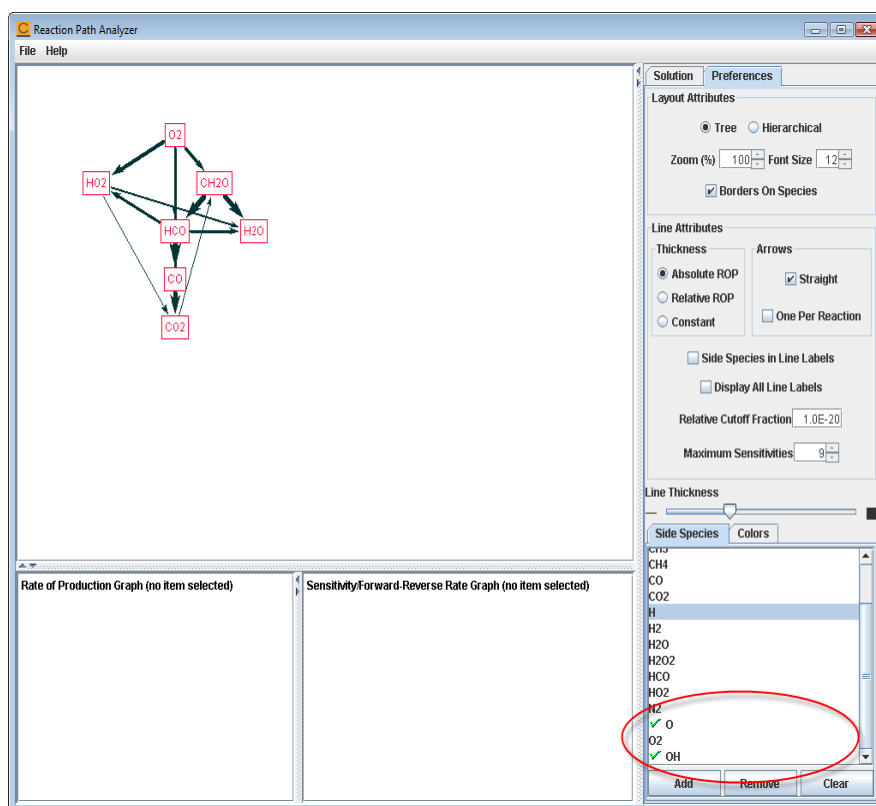 C Reaction Path Analyzer
File Help
O2
HO2 CH2O
HCO H2O
CO
CO2
Solution Preferences
Layout Attributes
Tree Hierarchical
Zoom (%) 100 Font Size 12
Borders On Species
Line Attributes
Thickness Arrows
Absolute ROP
Straight
Relative ROP
One Per Reaction
Constant
Side Species in Line Labels
Display All Line Labels
Relative Cutoff Fraction 1.0E-20
Maximum Sensitivities 9
Line Thickness
Side Species Colors
CH3
CH4
CO
CO2
H
H2
H2O
H2O2
HCO
HO2
N2
O
O2
OH
Add Remove Clear
Rate of Production Graph (no item selected)
Sensitivity/Forward-Reverse Rate Graph (no item selected)